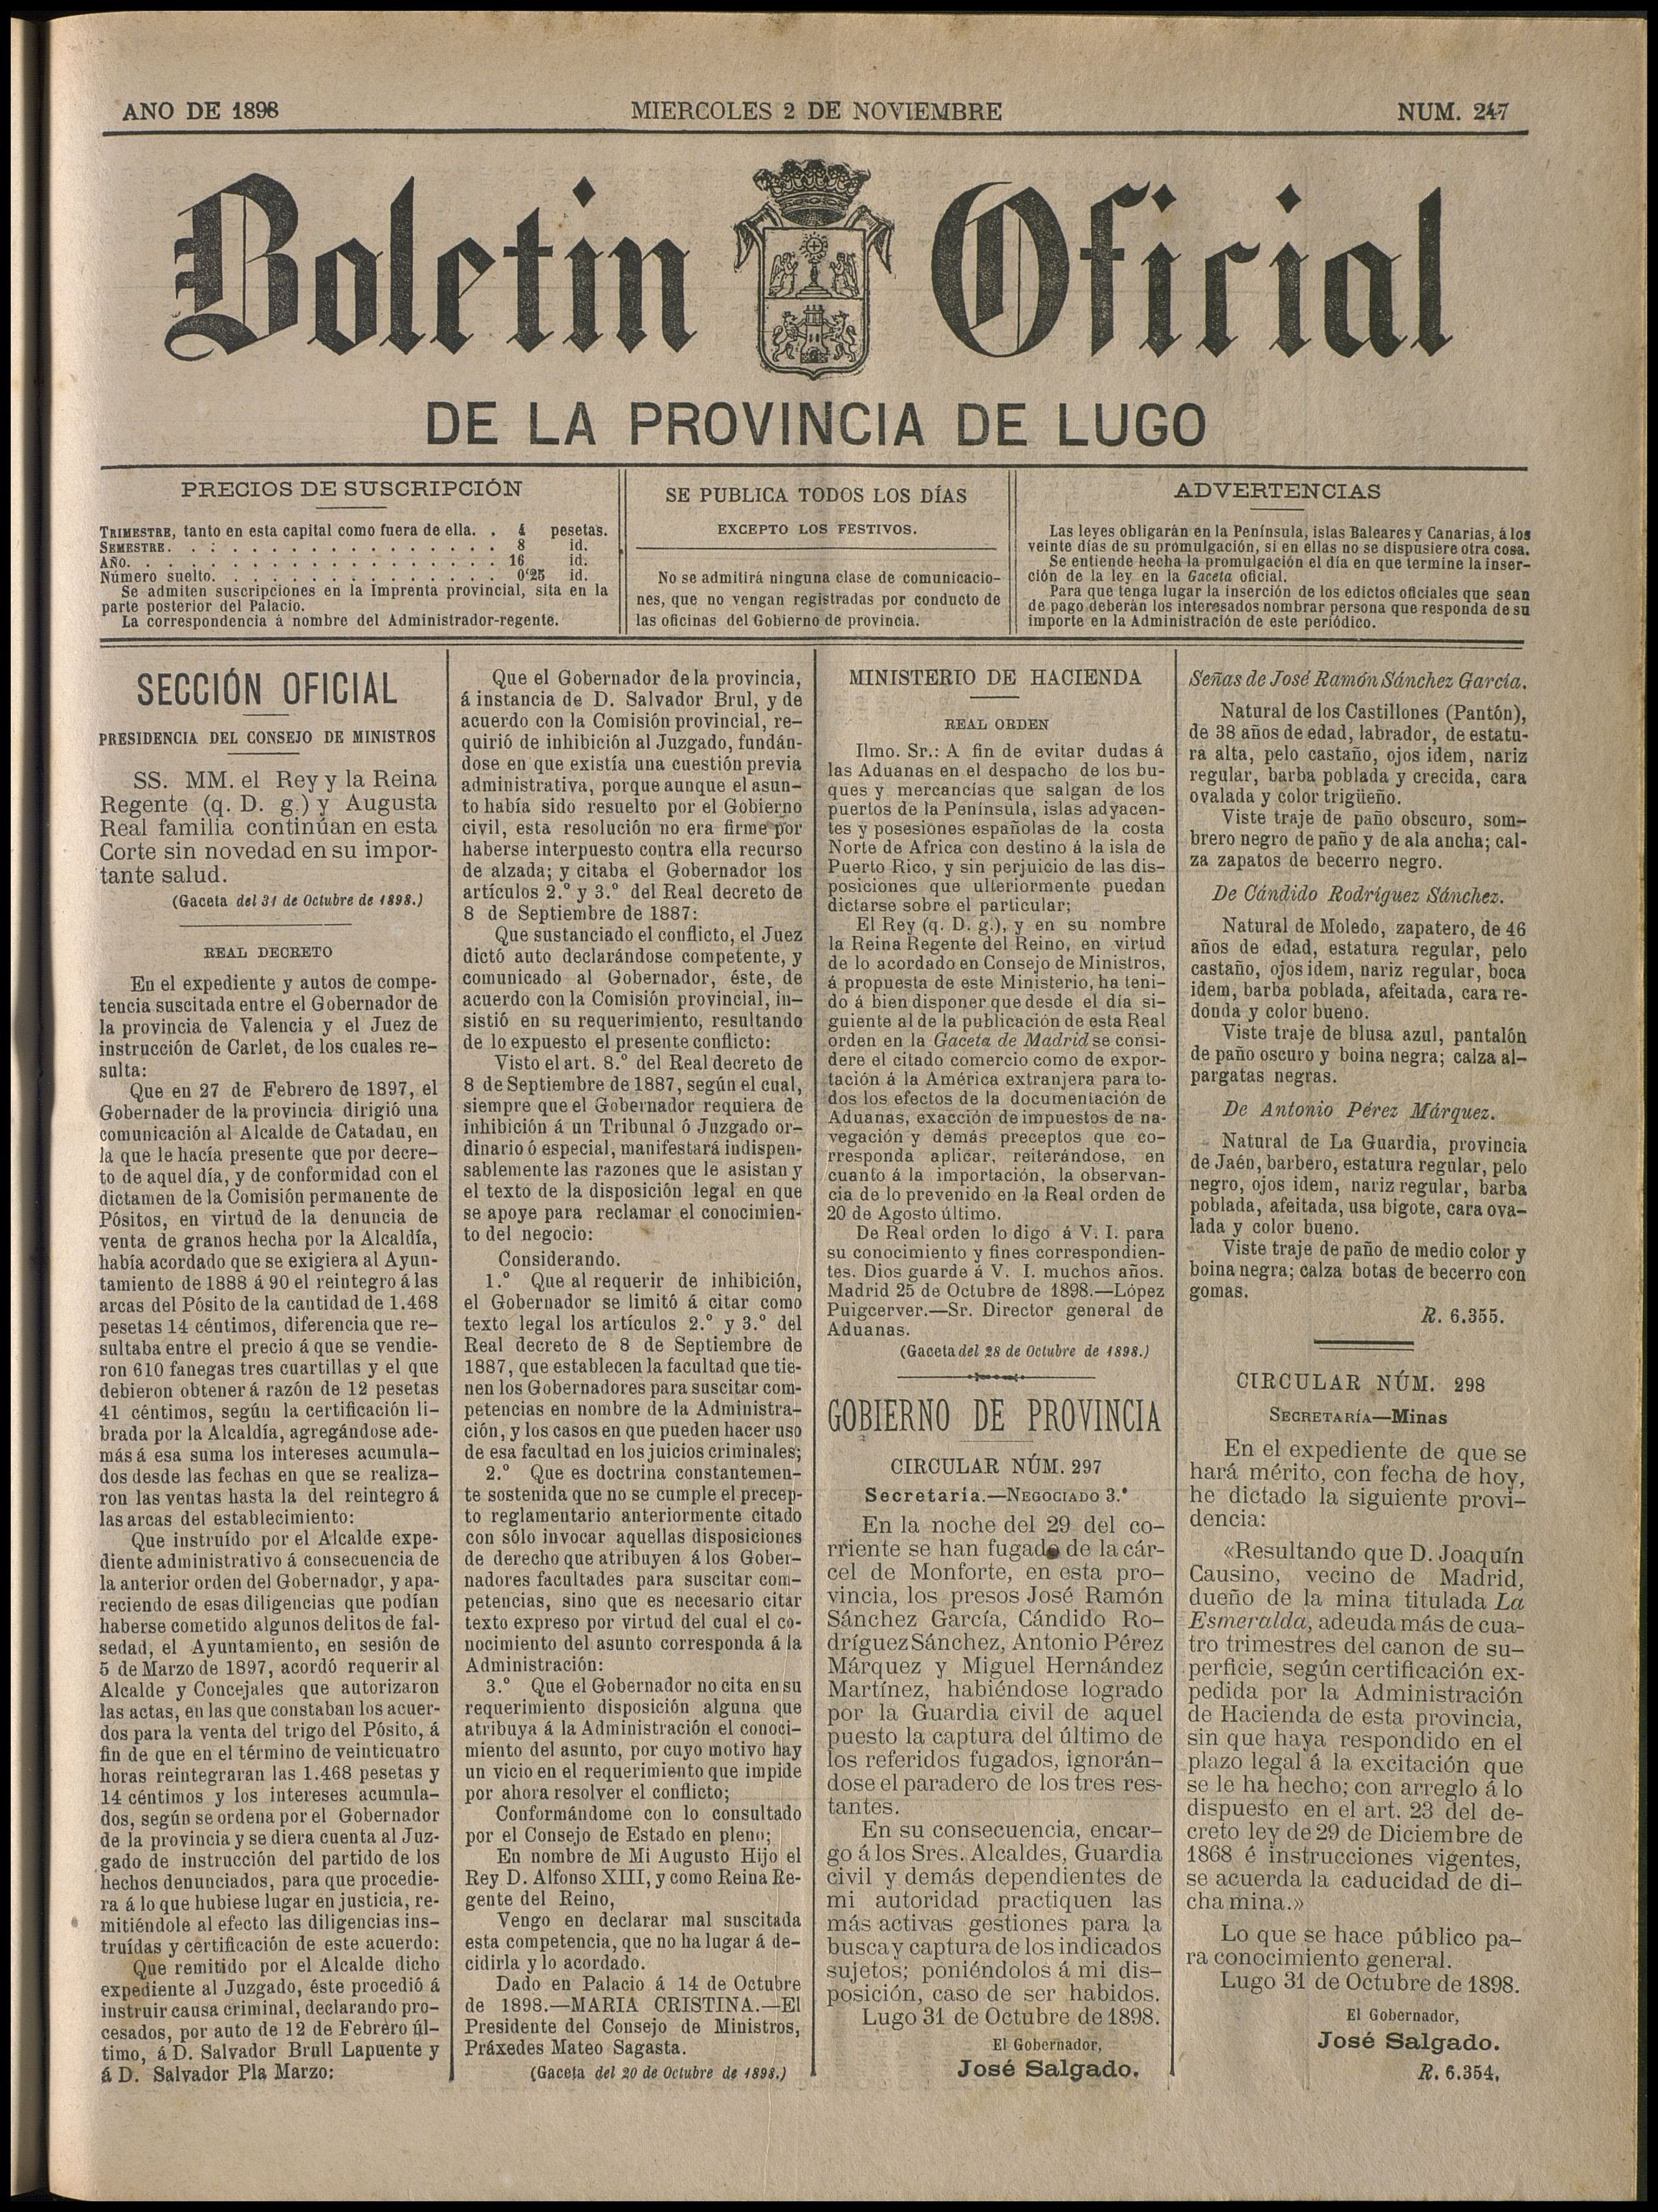 ANO DE 1898
MIERCOLES 2 DE NOVIEMBRE
NUM. 247
Boletin Oficial
DE LA PROVINCIA DE LUGO
PRECIOS DE SUSCRIPCIÓN
TRIMESTRE, tanto en esta capital como fuera de ella. . 4 pesetas.
SEMESTRE. . . . . . . . . . . . . . . . . 8 id.
AÑO. . . . . . . . . . . . . . . . . . . 16 id.
Número suelto. . . . . . . . . . . . . . . 0'25 id.
Se admiten suscripciones en la Imprenta provincial, sita en la
parte posterior del Palacio.
La correspondencia á nombre del Administrador-regente.
SE PUBLICA TODOS LOS DÍAS
EXCEPTO LOS FESTIVOS.
No se admitirá ninguna clase de comunicacio-
nes, que no vengan registradas por conducto de
las oficinas del Gobierno de provincia.
ADVERTENCIAS
Las leyes obligarán en la Península, islas Baleares y Canarias, á los
veinte días de su promulgación, si en ellas no se dispusiere otra cosa.
Se entiende hecha la promulgación el día en que termine la inser-
ción de la ley en la Gaceta oficial.
Para que tenga lugar la inserción de los edictos oficiales que sean
de pago deberán los interesados nombrar persona que responda de su
importe en la Administración de este periódico.
SECCIÓN OFICIAL
PRESIDENCIA DEL CONSEJO DE MINISTROS
SS. MM. el Rey y la Reina
Regente (q. D. g.) y Augusta
Real familia continúan en esta
Corte sin novedad en su impor-
tante salud.
(Gaceta del 31 de Octubre de 1898.)
REAL DECRETO
En el expediente y autos de compe-
tencia suscitada entre el Gobernador de
la provincia de Valencia y el Juez de
instrucción de Carlet, de los cuales re-
sulta:
Que en 27 de Febrero de 1897, el
Gobernader de la provincia dirigió una
comunicación al Alcalde de Catadau, en
la que le hacía presente que por decre-
to de aquel día, y de conformidad con el
dictamen de la Comisión permanente de
Pósitos, en virtud de la denuncia de
venta de granos hecha por la Alcaldía,
había acordado que se exigiera al Ayun-
tamiento de 1888 á 90 el reintegro á las
arcas del Pósito de la cantidad de 1.468
pesetas 14 céntimos, diferencia que re-
sultaba entre el precio á que se vendie-
ron 610 fanegas tres cuartillas y el que
debieron obtener á razón de 12 pesetas
41 céntimos, según la certificación li-
brada por la Alcaldía, agregándose ade-
más á esa suma los intereses acumula-
dos desde las fechas en que se realiza-
ron las ventas hasta la del reintegro á
las arcas del establecimiento:
Que instruído por el Alcalde expe-
diente administrativo á consecuencia de
la anterior orden del Gobernador, y apa-
reciendo de esas diligencias que podían
haberse cometido algunos delitos de fal-
sedad, el Ayuntamiento, en sesión de
5 de Marzo de 1897, acordó requerir al
Alcalde y Concejales que autorizaron
las actas, en las que constaban los acuer-
dos para la venta del trigo del Pósito, á
fin de que en el término de veinticuatro
horas reintegraran las 1.468 pesetas y
14 céntimos y los intereses acumula-
dos, según se ordena por el Gobernador
de la provincia y se diera cuenta al Juz-
gado de instrucción del partido de los
hechos denunciados, para que procedie-
ra á lo que hubiese lugar en justicia, re-
mitiéndole al efecto las diligencias ins-
truídas y certificación de este acuerdo:
Que remitido por el Alcalde dicho
expediente al Juzgado, éste procedió á
instruir causa criminal, declarando pro-
cesados, por auto de 12 de Febrero úl-
timo, á D. Salvador Brull Lapuente y
á D. Salvador Pla Marzo:
Que el Gobernador de la provincia,
á instancia de D. Salvador Brul, y de
acuerdo con la Comisión provincial, re-
quirió de inhibición al Juzgado, fundán-
dose en que existía una cuestión previa
administrativa, porque aunque el asun-
to había sido resuelto por el Gobierno
civil, esta resolución no era firme por
haberse interpuesto contra ella recurso
de alzada; y citaba el Gobernador los
artículos 2.º y 3.º del Real decreto de
8 de Septiembre de 1887:
Que sustanciado el conflicto, el Juez
dictó auto declarándose competente, y
comunicado al Gobernador, éste, de
acuerdo con la Comisión provincial, in-
sistió en su requerimiento, resultando
de lo expuesto el presente conflicto:
Visto el art. 8.º del Real decreto de
8 de Septiembre de 1887, según el cual,
siempre que el Gobernador requiera de
inhibición á un Tribunal ó Juzgado or-
dinario ó especial, manifestará indispen-
sablemente las razones que le asistan y
el texto de la disposición legal en que
se apoye para reclamar el conocimien-
to del negocio:
Considerando.
1.º Que al requerir de inhibición,
el Gobernador se limitó á citar como
texto legal los artículos 2.º y 3.º del
Real decreto de 8 de Septiembre de
1887, que establecen la facultad que tie-
nen los Gobernadores para suscitar com-
petencias en nombre de la Administra-
ción, y los casos en que pueden hacer uso
de esa facultad en los juicios criminales;
2.º Que es doctrina constantemen-
te sostenida que no se cumple el precep-
to reglamentario anteriormente citado
con sólo invocar aquellas disposiciones
de derecho que atribuyen á los Gober-
nadores facultades para suscitar com-
petencias, sino que es necesario citar
texto expreso por virtud del cual el co-
nocimiento del asunto corresponda á la
Administración:
3.º Que el Gobernador no cita en su
requerimiento disposición alguna que
atribuya á la Administración el conoci-
miento del asunto, por cuyo motivo hay
un vicio en el requerimiento que impide
por ahora resolver el conflicto;
Conformándome con lo consultado
por el Consejo de Estado en pleno;
En nombre de Mi Augusto Hijo el
Rey D. Alfonso XIII, y como Reina Re-
gente del Reino,
Vengo en declarar mal suscitada
esta competencia, que no ha lugar á de-
cidirla y lo acordado.
Dado en Palacio á 14 de Octubre
de 1898.—MARIA CRISTINA.—El
Presidente del Consejo de Ministros,
Práxedes Mateo Sagasta.
(Gaceta del 20 de Octubre de 1898.)
MINISTERIO DE HACIENDA
REAL ORDEN
Ilmo. Sr.: A fin de evitar dudas á
las Aduanas en el despacho de los bu-
ques y mercancías que salgan de los
puertos de la Península, islas adyacen-
tes y posesiones españolas de la costa
Norte de Africa con destino á la isla de
Puerto Rico, y sin perjuicio de las dis-
posiciones que ulteriormente puedan
dictarse sobre el particular;
El Rey (q. D. g.), y en su nombre
la Reina Regente del Reino, en virtud
de lo acordado en Consejo de Ministros,
á propuesta de este Ministerio, ha teni-
do á bien disponer que desde el día si-
guiente al de la publicación de esta Real
orden en la Gaceta de Madrid se consi-
dere el citado comercio como de expor-
tación á la América extranjera para to-
dos los efectos de la documentación de
Aduanas, exacción de impuestos de na-
vegación y demás preceptos que co-
rresponda aplicar, reiterándose, en
cuanto á la importación, la observan-
cia de lo prevenido en la Real orden de
20 de Agosto último.
De Real orden lo digo á V. I. para
su conocimiento y fines correspondien-
tes. Dios guarde á V. I. muchos años.
Madrid 25 de Octubre de 1898.—López
Puigcerver.—Sr. Director general de
Aduanas.
(Gaceta del 28 de Octubre de 1898.)
GOBIERNO DE PROVINCIA
CIRCULAR NÚM. 297
Secretaría.—NEGOCIADO 3.º
En la noche del 29 del co-
rriente se han fugado de la cár-
cel de Monforte, en esta pro-
vincia, los presos José Ramón
Sánchez García, Cándido Ro-
dríguez Sánchez, Antonio Pérez
Márquez y Miguel Hernández
Martínez, habiéndose logrado
por la Guardia civil de aquel
puesto la captura del último de
los referidos fugados, ignorán-
dose el paradero de los tres res-
tantes.
En su consecuencia, encar-
go á los Sres. Alcaldes, Guardia
civil y demás dependientes de
mi autoridad practiquen las
más activas gestiones para la
busca y captura de los indicados
sujetos; poniéndolos á mi dis-
posición, caso de ser habidos.
Lugo 31 de Octubre de 1898.
El Gobernador,
José Salgado.
Señas de José Ramón Sánchez García.
Natural de los Castillones (Pantón),
de 38 años de edad, labrador, de estatu-
ra alta, pelo castaño, ojos idem, nariz
regular, barba poblada y crecida, cara
ovalada y color trigüeño.
Viste traje de paño obscuro, som-
brero negro de paño y de ala ancha; cal-
za zapatos de becerro negro.
De Cándido Rodríguez Sánchez.
Natural de Moledo, zapatero, de 46
años de edad, estatura regular, pelo
castaño, ojos idem, nariz regular, boca
idem, barba poblada, afeitada, cara re-
donda y color bueno.
Viste traje de blusa azul, pantalón
de paño oscuro y boina negra; calza al-
pargatas negras.
De Antonio Pérez Márquez.
Natural de La Guardia, provincia
de Jaén, barbero, estatura regular, pelo
negro, ojos idem, nariz regular, barba
poblada, afeitada, usa bigote, cara ova-
lada y color bueno.
Viste traje de paño de medio color y
boina negra; calza botas de becerro con
gomas.
R. 6.355.
CIRCULAR NÚM. 298
SECRETARÍA—Minas
En el expediente de que se
hará mérito, con fecha de hoy,
he dictado la siguiente provi-
dencia:
«Resultando que D. Joaquín
Causino, vecino de Madrid,
dueño de la mina titulada La
Esmeralda, adeuda más de cua-
tro trimestres del canon de su-
perficie, según certificación ex-
pedida por la Administración
de Hacienda de esta provincia,
sin que haya respondido en el
plazo legal á la excitación que
se le ha hecho; con arreglo á lo
dispuesto en el art. 23 del de-
creto ley de 29 de Diciembre de
1868 é instrucciones vigentes,
se acuerda la caducidad de di-
cha mina.»
Lo que se hace público pa-
ra conocimiento general.
Lugo 31 de Octubre de 1898.
El Gobernador,
José Salgado.
R. 6.354.